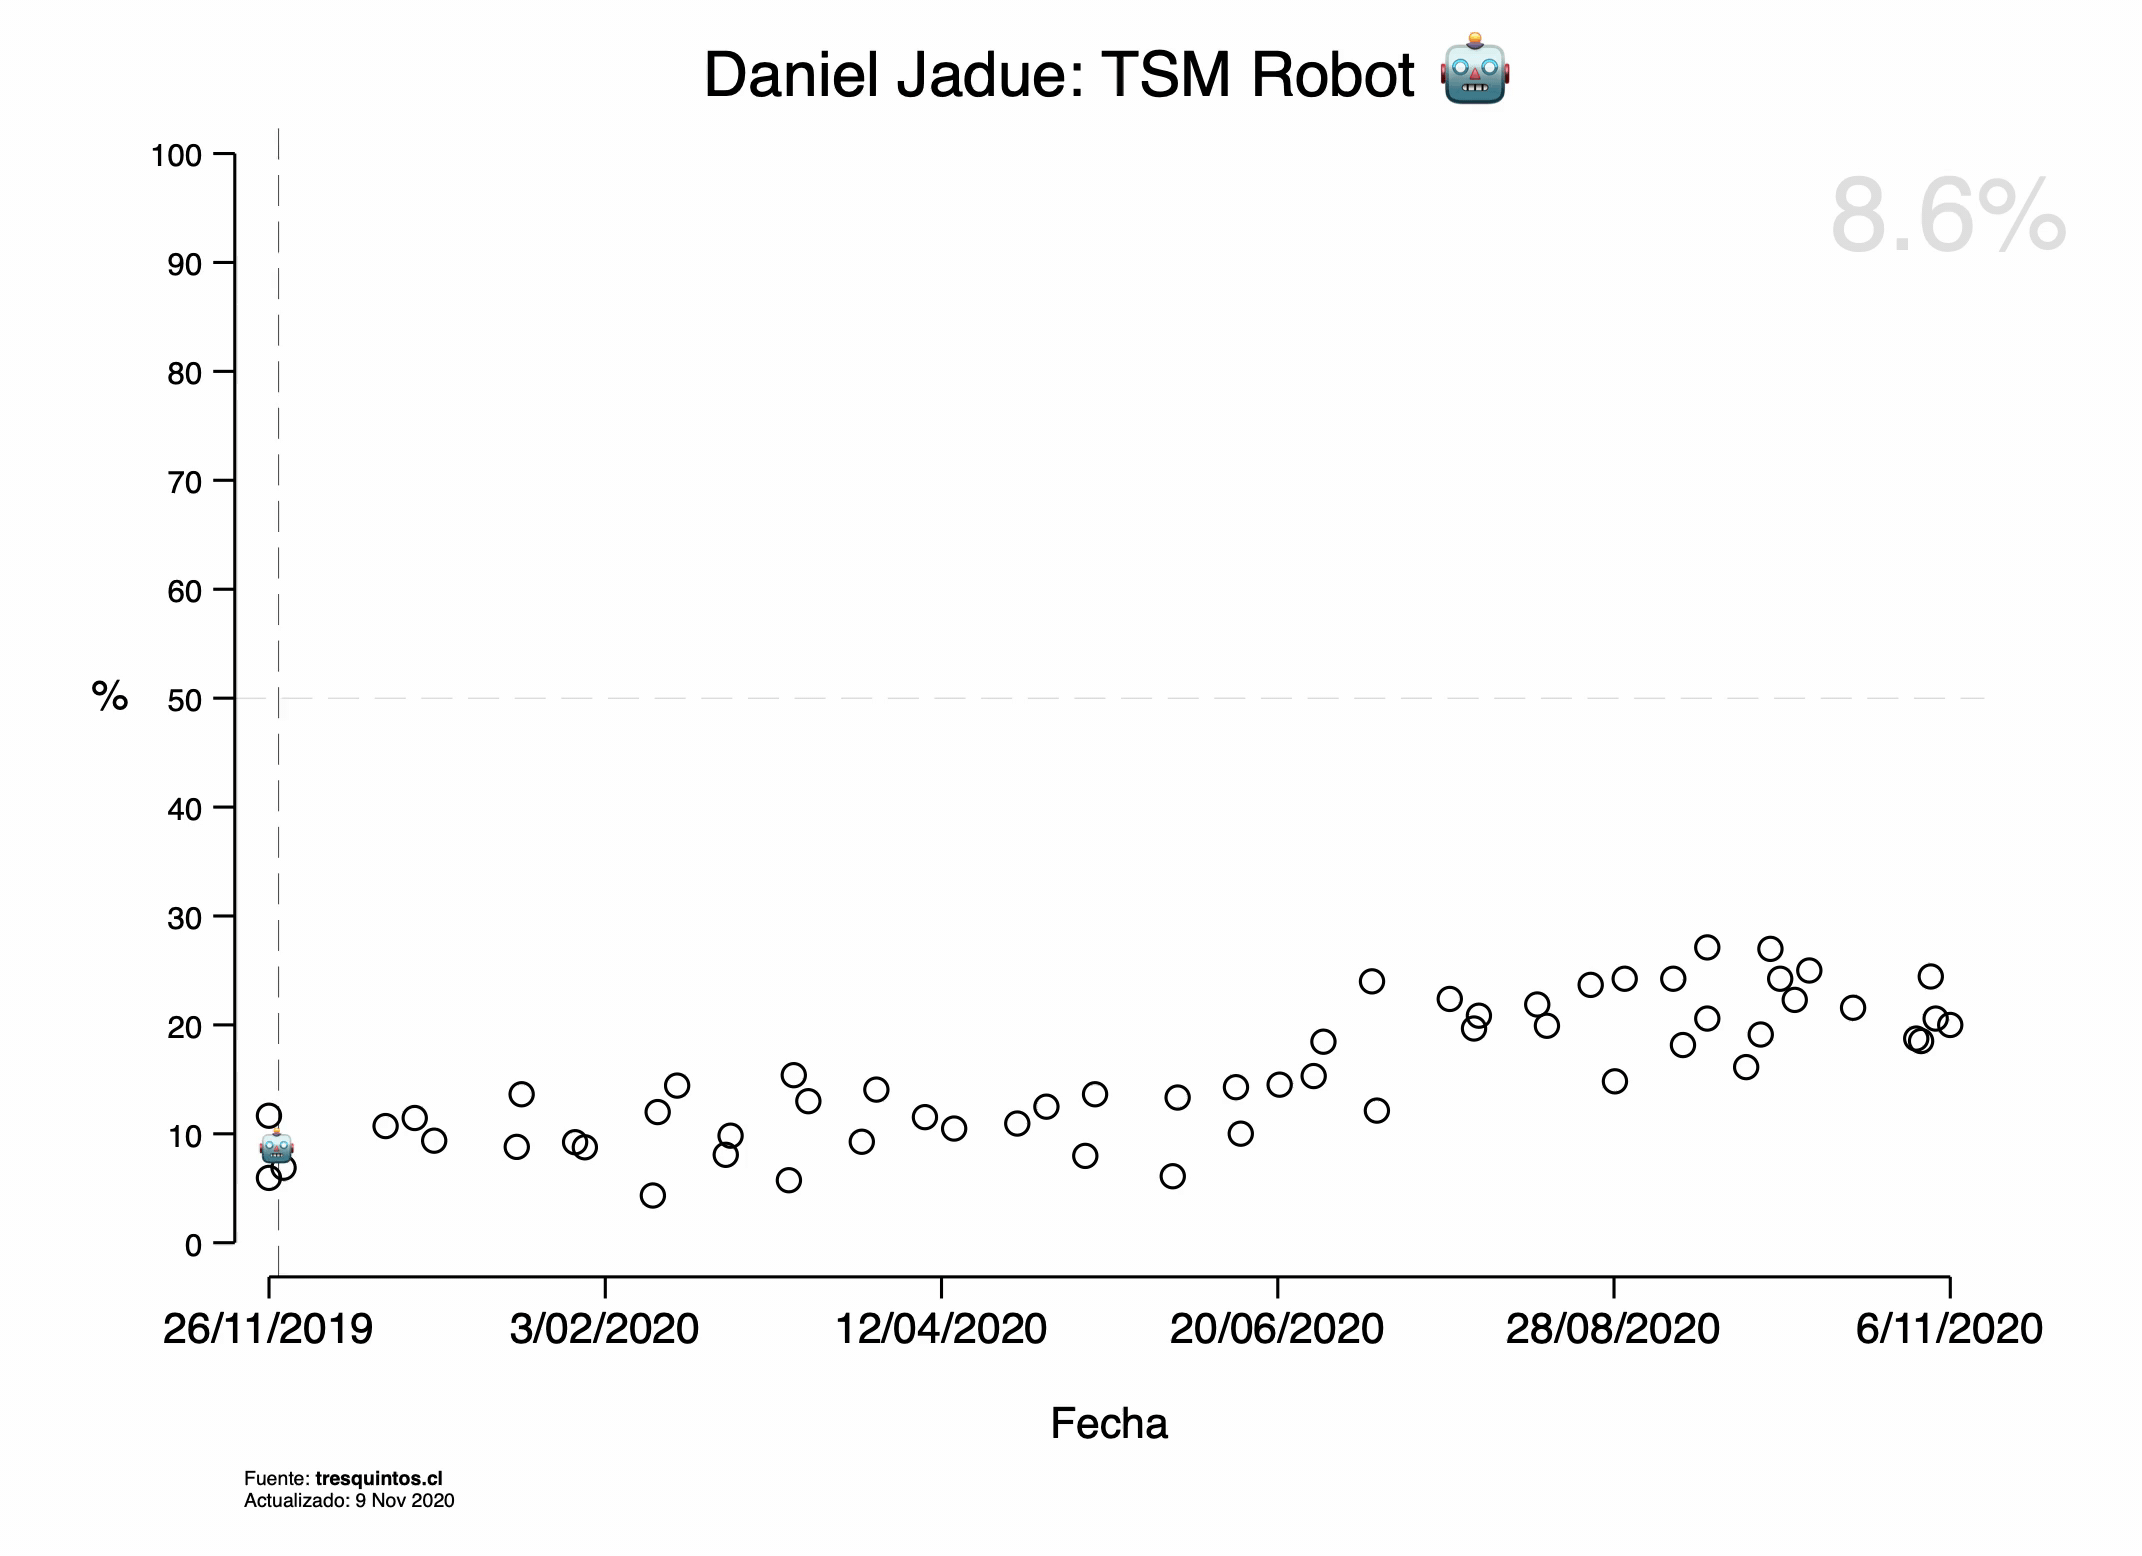 Daniel Jadue: TSM Robot 🤖
8.6%
100
90
80
70
60
50
40
30
20
10
0
%
26/11/2019 3/02/2020 12/04/2020 20/06/2020 28/08/2020 6/11/2020
Fecha
Fuente: tresquintos.cl
Actualizado: 9 Nov 2020